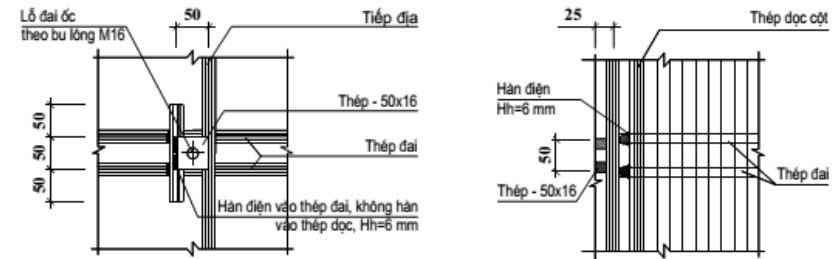 Lỗ đai ốc
theo bu lông M16
50
Tiếp địa
Thép - 50x16
Thép đai
50
50
50
Hàn điện vào thép đai, không hàn
vào thép dọc, Hh=6 mm
25
Thép dọc cột
Hàn điện
Hh=6 mm
50
Thép đai
Thép - 50x16